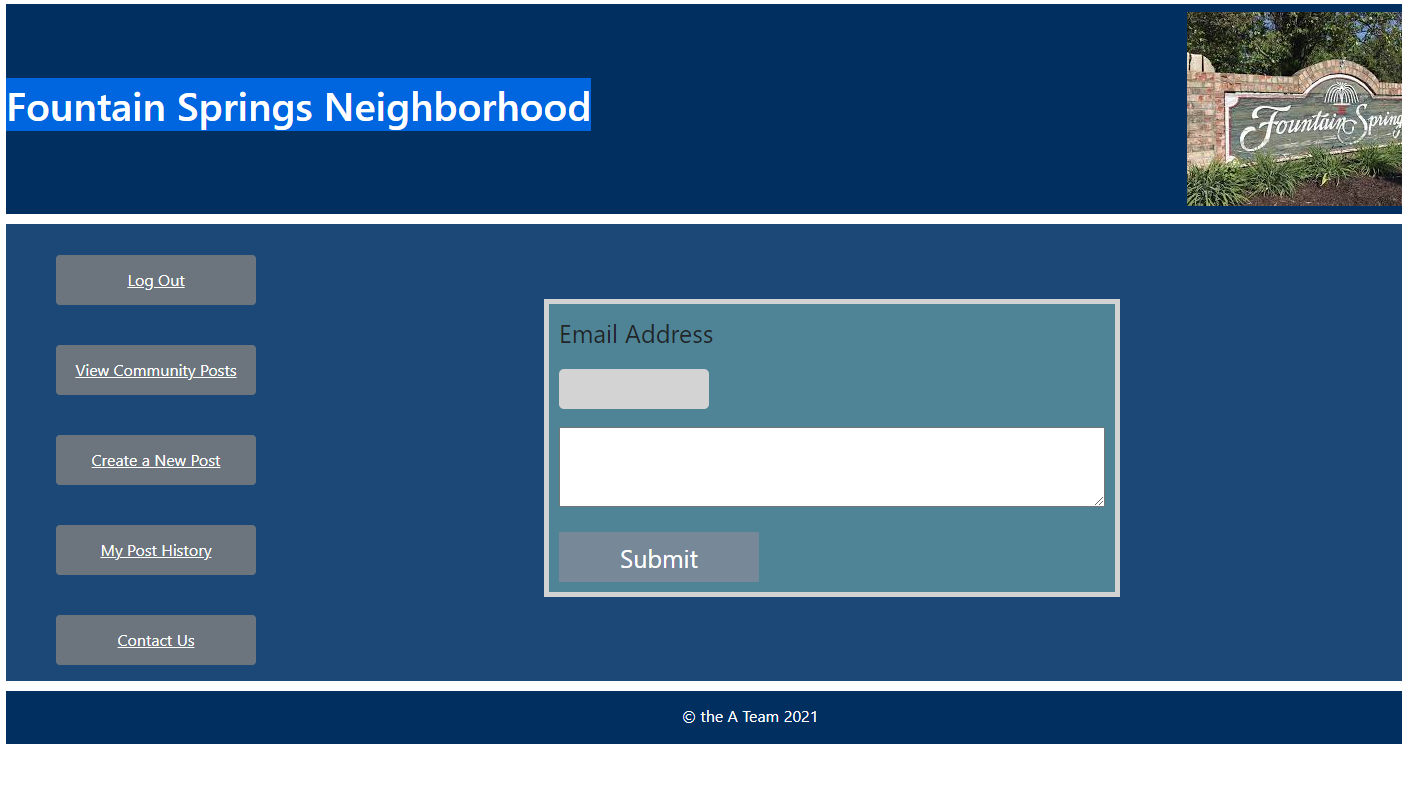 Fountain Springs Neighborhood
Fountain Spring
Log Out
View Community Posts
Create a New Post
My Post History
Contact Us
Email Address
Submit
© the A Team 2021